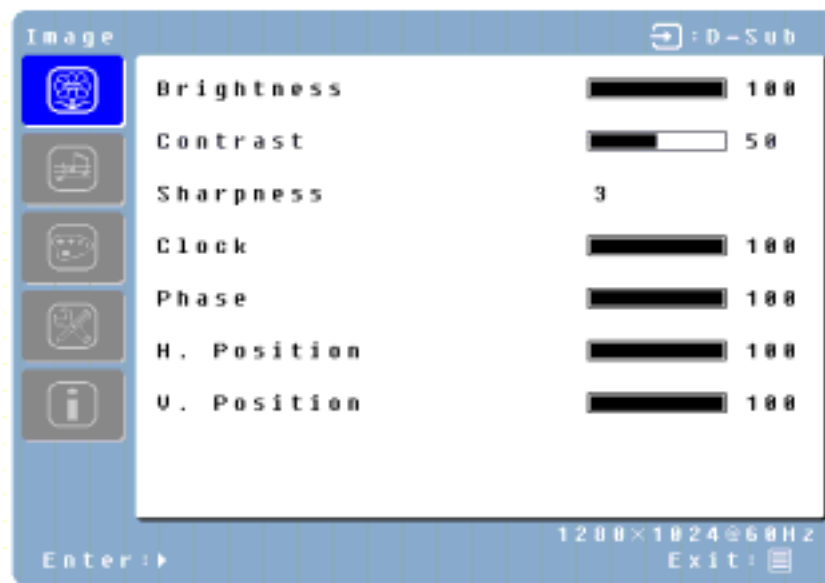 Image :D-Sub
Brightness 100
Contrast 50
Sharpness 3
Clock 100
Phase 100
H. Position 100
V. Position 100
1280×1024@60Hz
Enter: Exit: